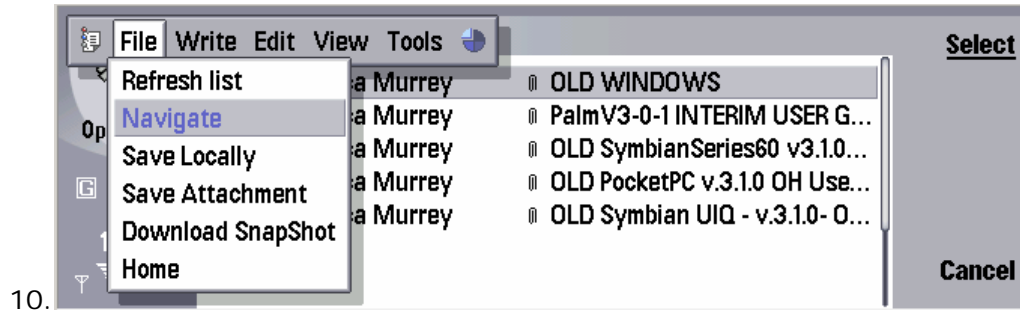 File Write Edit View Tools
Select
Refresh list
a Murrey OLD WINDOWS
Navigate
a Murrey PalmV3-0-1 INTERIM USER G...
Op
Save Locally
a Murrey OLD SymbianSeries60 v3.1.0...
G
Save Attachment
a Murrey OLD PocketPC v.3.1.0 OH Use...
Download SnapShot
a Murrey OLD Symbian UIQ - v.3.1.0- O...
Home
Cancel
10.